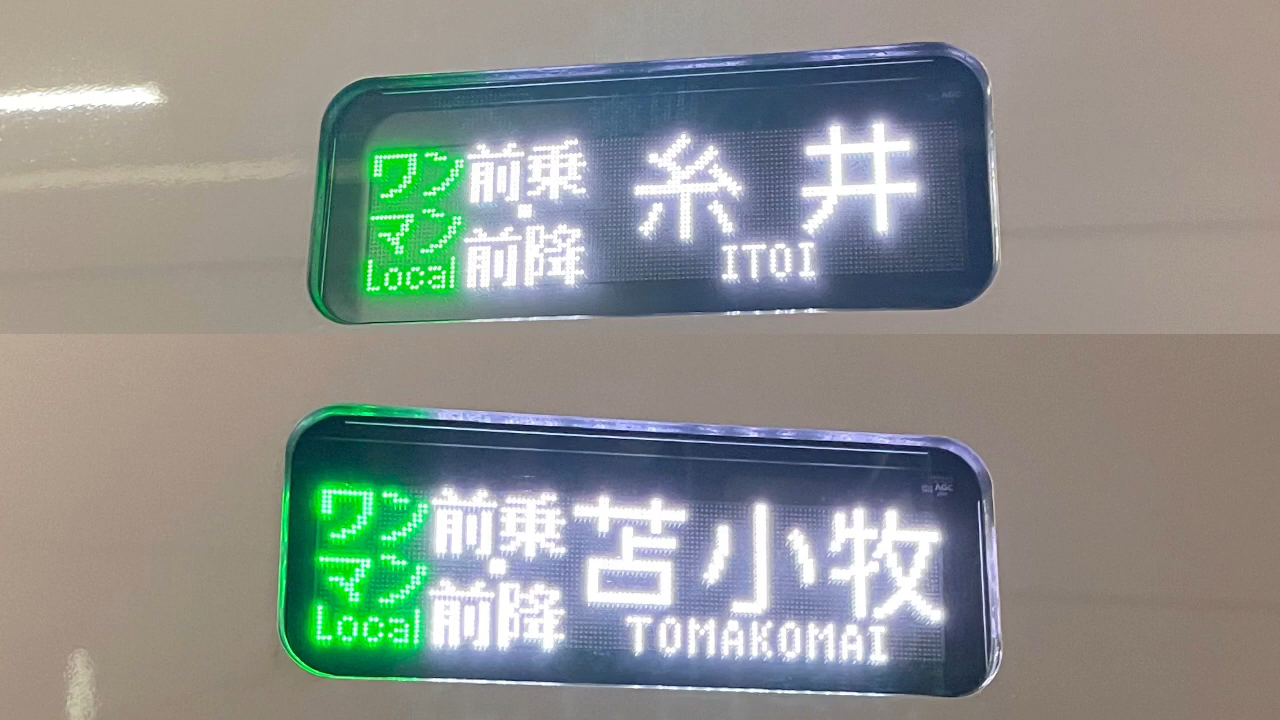 ワン
マン
Local
前乗
・
前降
糸井
ITOI
ワン
マン
Local
前乗
・
前降
苫小牧
TOMAKOMAI
AGC